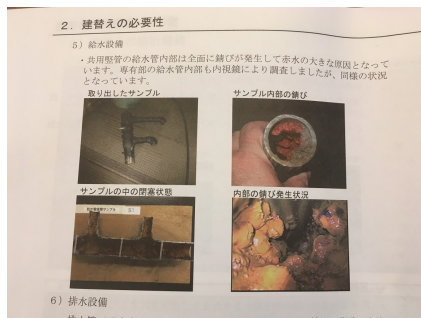 2．建替えの必要性
5）給水設備
・共用竪管の給水管内部は全面に錆びが発生して赤水の大きな原因となって
います。専有部の給水管内部も内視鏡により調査しましたが、同様の状況
となっています。
取り出したサンプル
サンプル内部の錆び
サンプルの中の閉塞状態
内部の錆び発生状況
6）排水設備